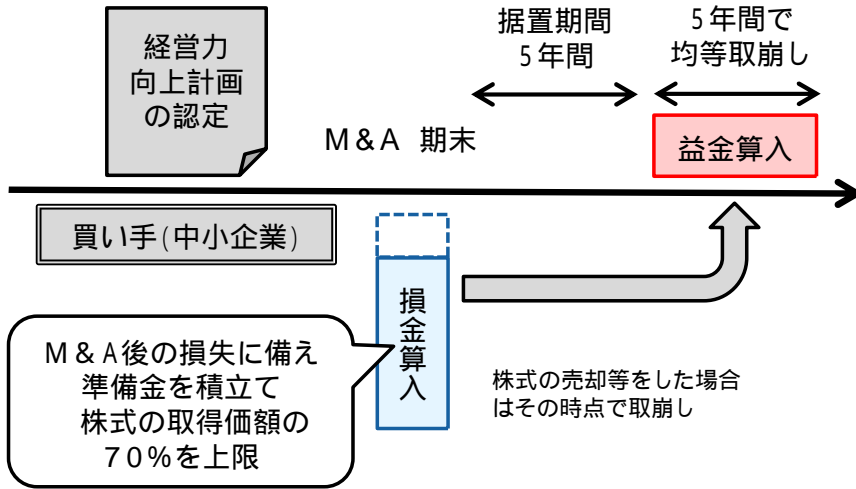 経営力
向上計画
の認定
M&A 期末
据置期間
5年間
5年間で
均等取崩し
益金算入
買い手(中小企業)
損金算入
M&A後の損失に備え
準備金を積立て
株式の取得価額の
70%を上限
株式の売却等をした場合
はその時点で取崩し